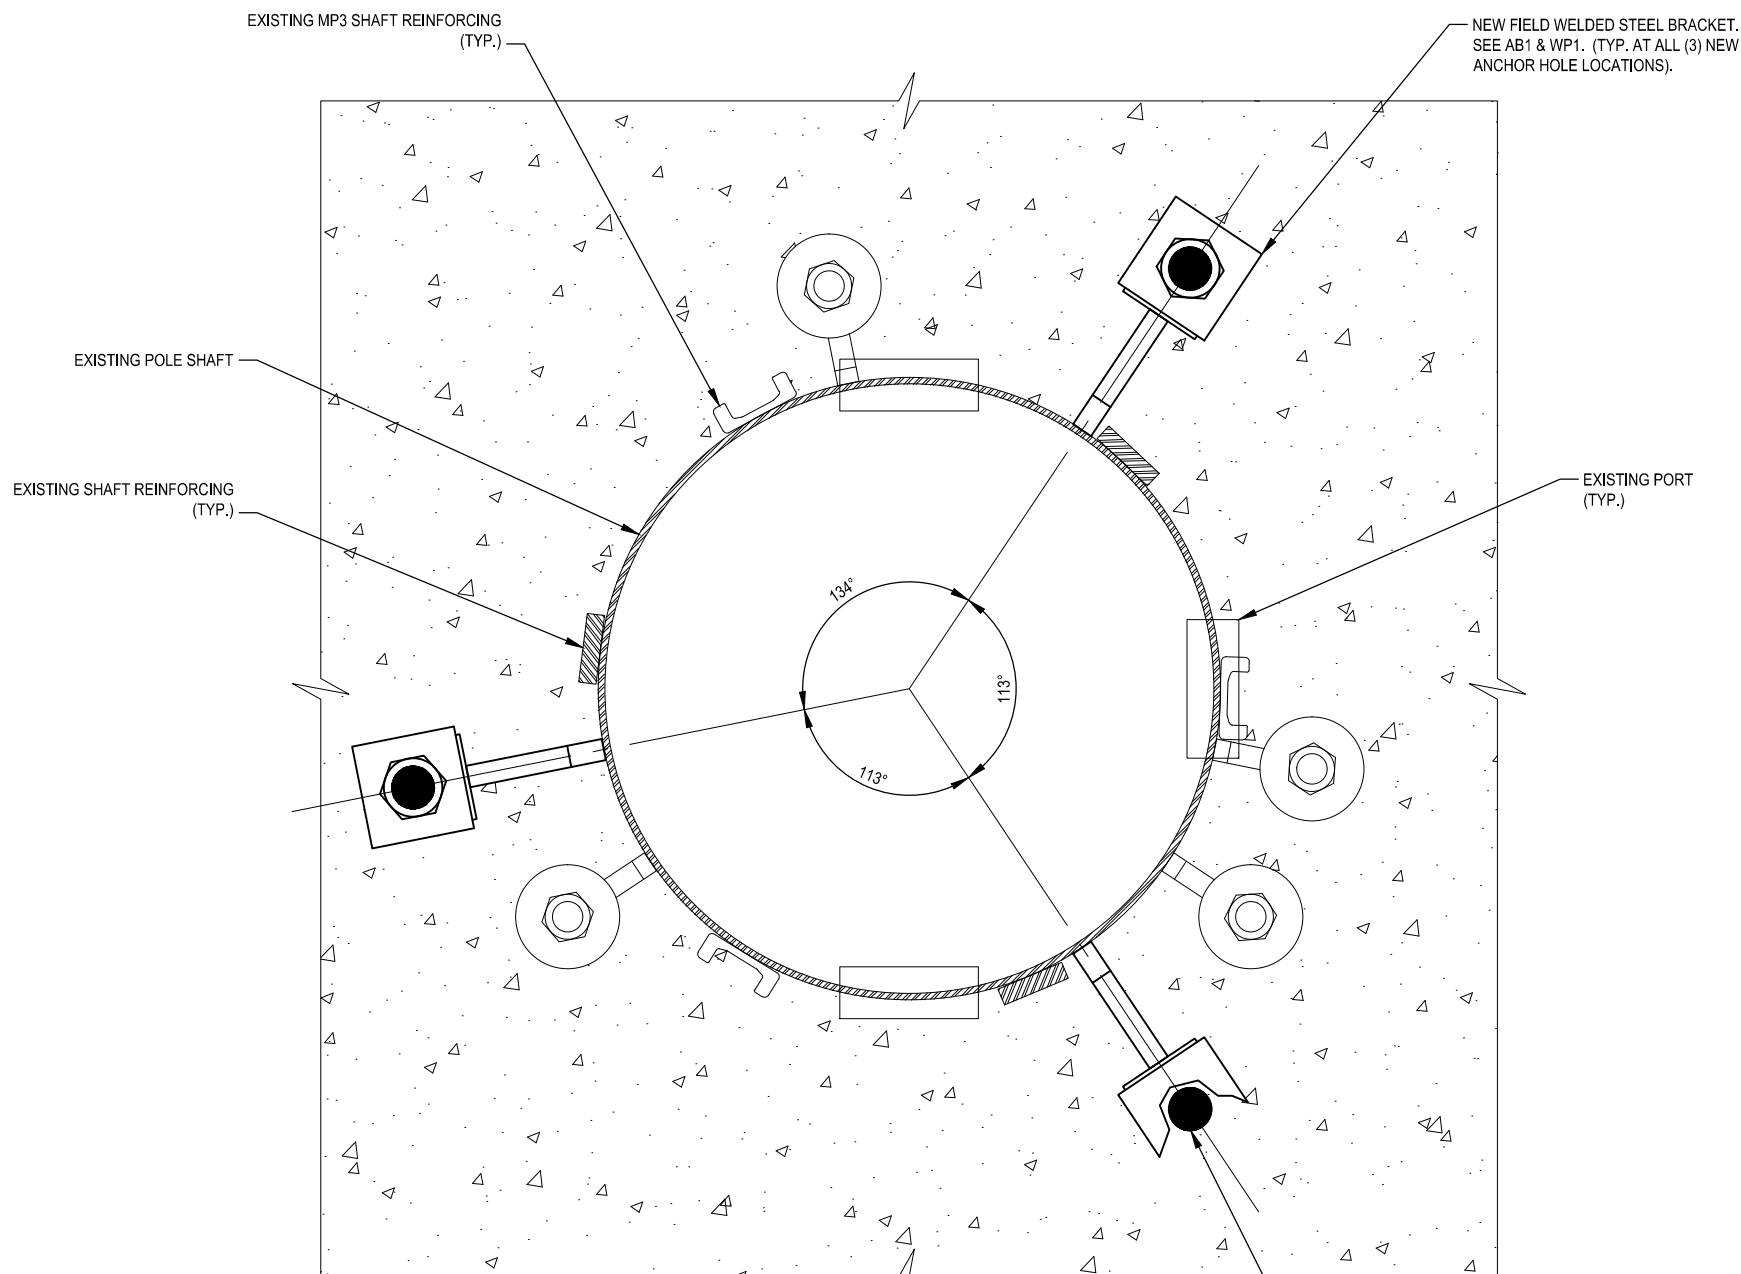 EXISTING MP3 SHAFT REINFORCING
(TYP.)
NEW FIELD WELDED STEEL BRACKET.
SEE AB1 & WP1. (TYP. AT ALL (3) NEW
ANCHOR HOLE LOCATIONS).
EXISTING POLE SHAFT
EXISTING SHAFT REINFORCING
(TYP.)
EXISTING PORT
(TYP.)
134°
113°
113°